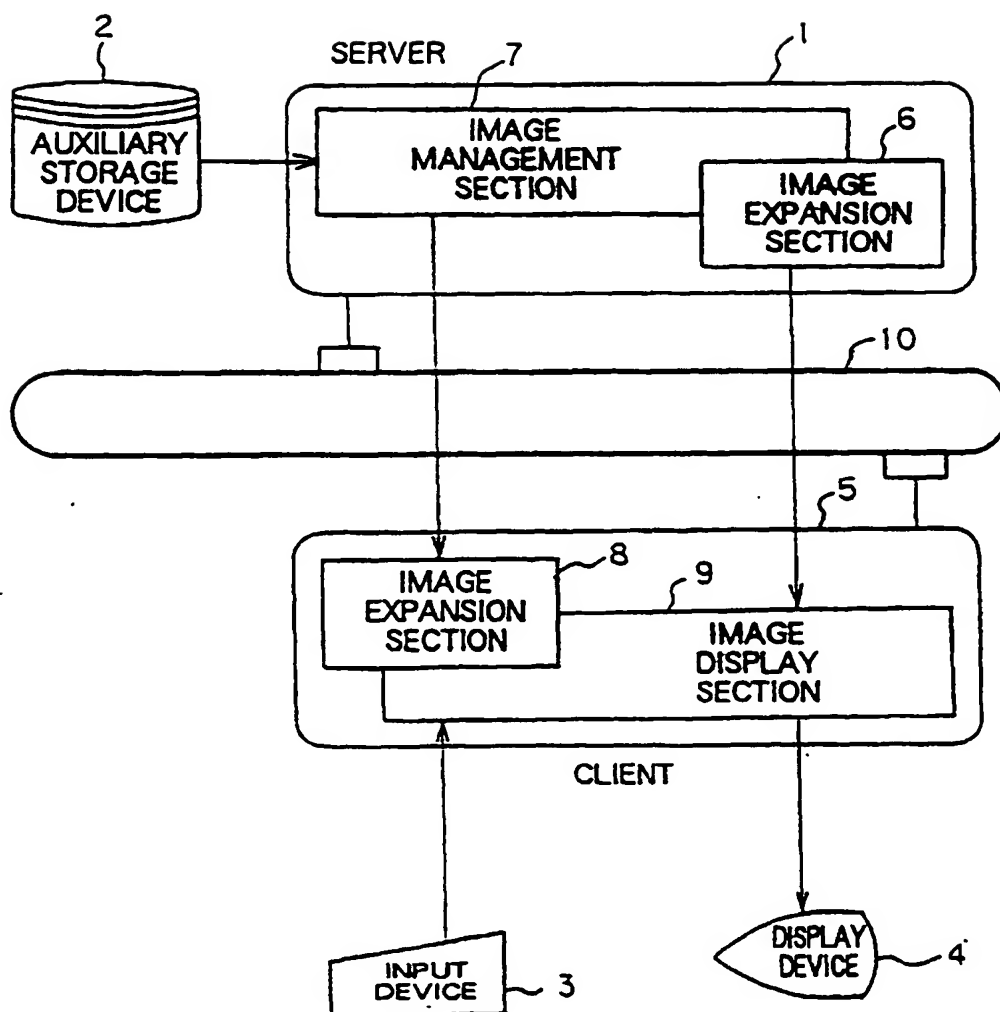 2
SERVER
7
1
AUXILIARY
STORAGE
DEVICE
IMAGE
MANAGEMENT
SECTION
6
IMAGE
EXPANSION
SECTION
10
5
IMAGE
EXPANSION
SECTION
8
9
IMAGE
DISPLAY
SECTION
CLIENT
INPUT
DEVICE
3
DISPLAY
DEVICE
4